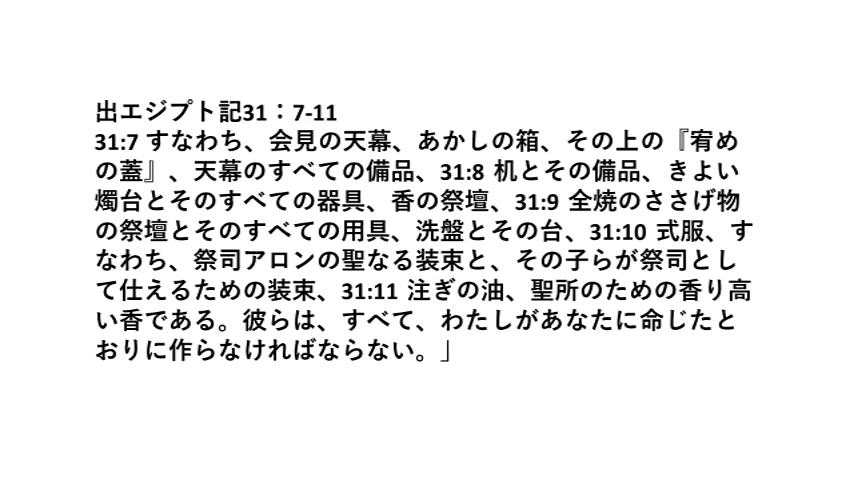 出エジプト記31：7-11
31:7 すなわち、会見の天幕、あかしの箱、その上の『宥め
の蓋』、天幕のすべての備品、31:8 机とその備品、きよい
燭台とそのすべての器具、香の祭壇、31:9 全焼のささげ物
の祭壇とそのすべての用具、洗盤とその台、31:10 式服、す
なわち、祭司アロンの聖なる装束と、その子らが祭司とし
て仕えるための装束、31:11 注ぎの油、聖所のための香り高
い香である。彼らは、すべて、わたしがあなたに命じたと
おりに作らなければならない。」